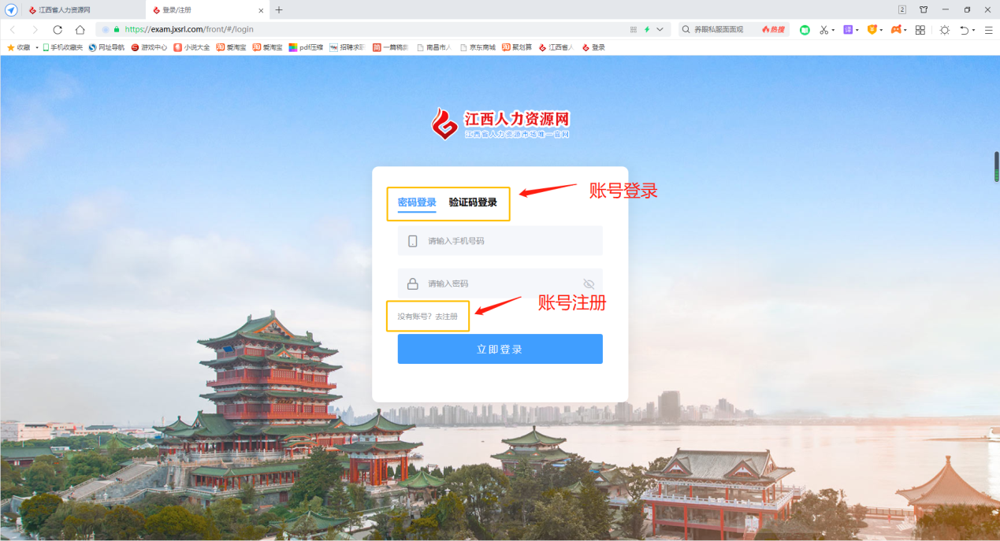 江西省人力资源网
登录/注册
2
https://exam.jxsrl.com/front/#/login
养眼私服面面观
热搜
译
收藏
手机收藏夹
网址导航
游戏中心
小说大全
爱淘宝
爱淘宝
pdf压缩
招聘求职
一篇稿
南昌市人
京东商城
聚划算
江西省人
登录
江西人力资源网
江西省人力资源市场唯一官网
密码登录
验证码登录
账号登录
请输入手机号码
请输入密码
账号注册
没有账号？去注册
立即登录